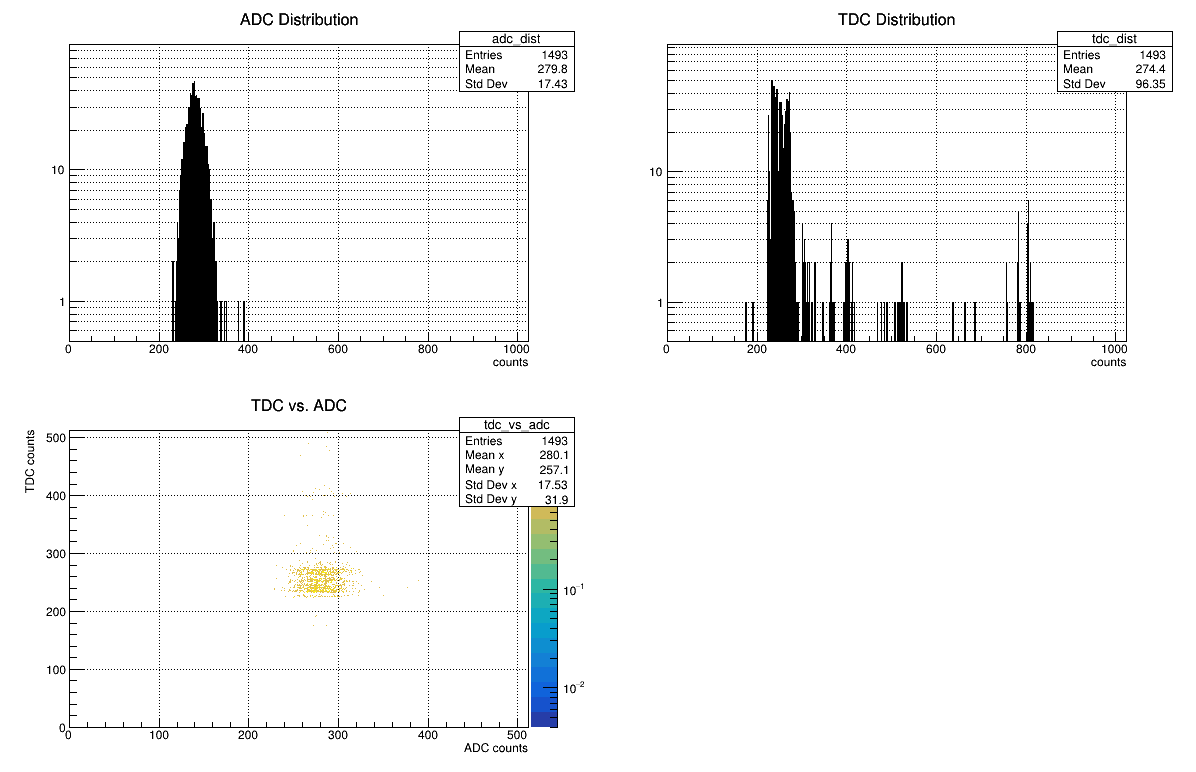 ADC Distribution
adc_dist
Entries 1493
Mean 279.8
Std Dev 17.43
10
1
0 200 400 600 800 1000
counts
TDC Distribution
tdc_dist
Entries 1493
Mean 274.4
Std Dev 96.35
10
1
0 200 400 600 800 1000
counts
TDC vs. ADC
tdc_vs_adc
Entries 1493
Mean x 280.1
Mean y 257.1
Std Dev x 17.53
Std Dev y 31.9
TDC counts
500
400
300
200
100
0
0 100 200 300 400 500
ADC counts
10⁻¹
10⁻²